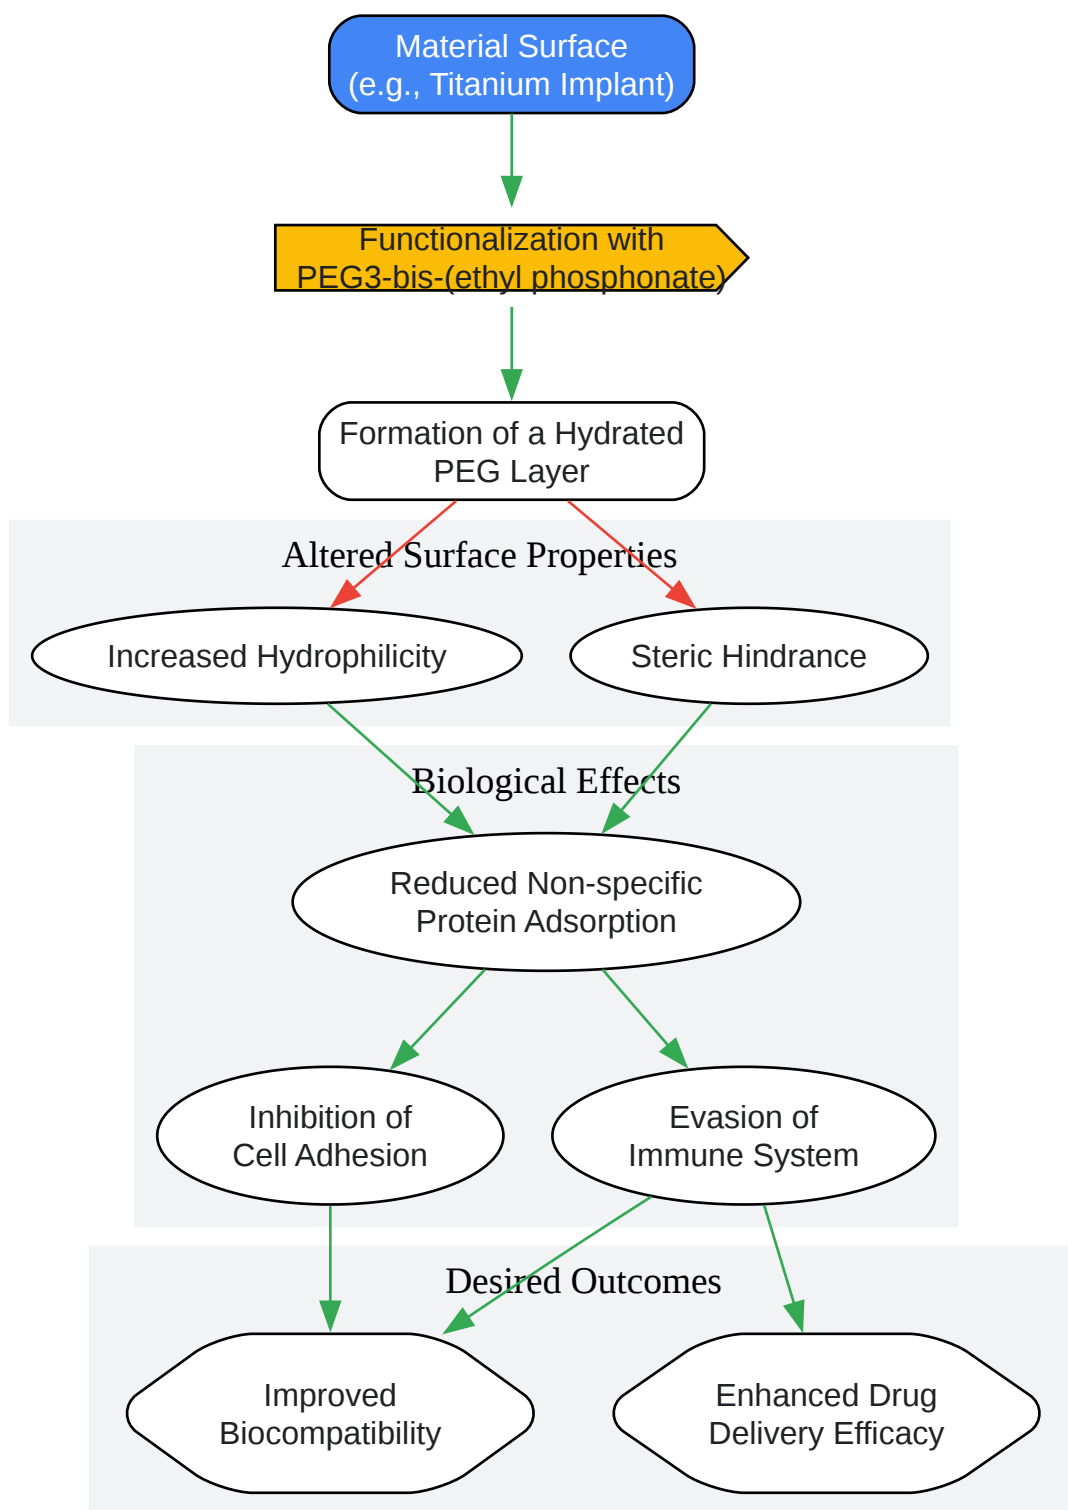 Material Surface
(e.g., Titanium Implant)
Functionalization with
PEG3-bis-(ethyl phosphonate)
Formation of a Hydrated
PEG Layer
Altered Surface Properties
Increased Hydrophilicity
Steric Hindrance
Biological Effects
Reduced Non-specific
Protein Adsorption
Inhibition of
Cell Adhesion
Evasion of
Immune System
Desired Outcomes
Improved
Biocompatibility
Enhanced Drug
Delivery Efficacy